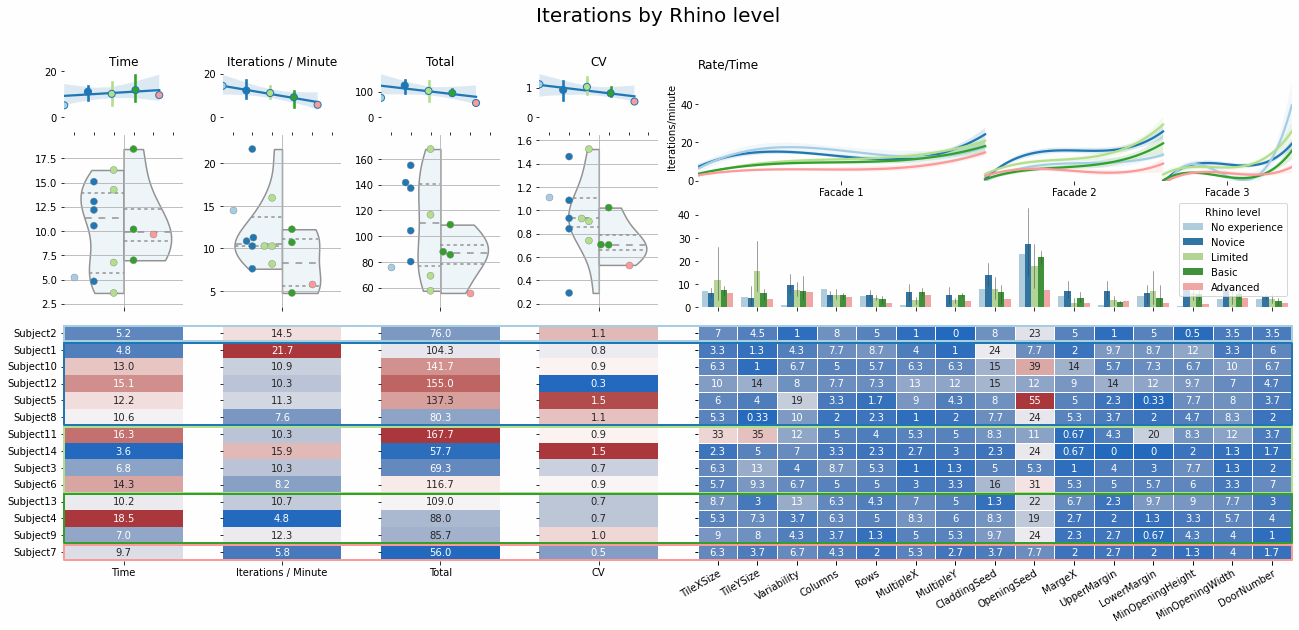 Iterations by Rhino level
Time
Iterations / Minute
Total
CV
Rate/Time
20
0
20
0
100
0
1
0
Iterations/minute
40
20
0
Facade 1
Facade 2
Facade 3
17.5
15.0
12.5
10.0
7.5
5.0
2.5
20
15
10
5
160
140
120
100
80
60
1.6
1.4
1.2
1.0
0.8
0.6
0.4
0.2
40
30
20
10
0
Rhino level
No experience
Novice
Limited
Basic
Advanced
Subject2 5.2 14.5 76.0 1.1 7 4.5 1 8 5 1 0 8 23 5 1 5 0.5 3.5 3.5
Subject1 4.8 21.7 104.3 0.8 3.3 1.3 4.3 7.7 8.7 4 1 24 7.7 2 9.7 8.7 12 3.3 6
Subject10 13.0 10.9 141.7 0.9 6.3 1 6.7 5 5.7 6.3 6.3 15 39 14 5.7 7.3 6.7 10 6.7
Subject12 15.1 10.3 155.0 0.3 10 14 8 7.7 7.3 13 12 15 12 9 14 12 9.7 7 4.7
Subject5 12.2 11.3 137.3 1.5 6 4 19 3.3 1.7 9 4.3 8 55 5 2.3 0.33 7.7 8 3.7
Subject8 10.6 7.6 80.3 1.1 5.3 0.33 10 2 2.3 1 2 7.7 24 5.3 3.7 2 4.7 8.3 2
Subject11 16.3 10.3 167.7 0.9 33 35 12 5 4 5.3 5 8.3 11 0.67 4.3 20 8.3 12 3.7
Subject14 3.6 15.9 57.7 1.5 2.3 5 7 3.3 2.3 2.7 3 2.3 24 0.67 0 0 2 1.3 1.7
Subject3 6.8 10.3 69.3 0.7 6.3 13 4 8.7 5.3 1 1.3 5 5.3 1 4 3 7.7 1.3 2
Subject6 14.3 8.2 116.7 0.9 5.7 9.3 6.7 5 5 3 3.3 16 31 5.3 5 5.7 6 3.3 7
Subject13 10.2 10.7 109.0 0.7 8.7 3 13 6.3 4.3 7 5 1.3 22 6.7 2.3 9.7 9 7.7 3
Subject4 18.5 4.8 88.0 0.7 5.3 7.3 3.7 6.3 5 8.3 6 8.3 19 2.7 2 1.3 3.3 5.7 4
Subject9 7.0 12.3 85.7 1.0 9 8 4.3 3.7 1.3 5 5.3 9.7 24 2.3 2.7 0.67 4.3 4 1
Subject7 9.7 5.8 56.0 0.5 6.3 3.7 6.7 4.3 2 5.3 2.7 3.7 7.7 2.7 2.7 2 1.3 4 1.7
Time
Iterations / Minute
Total
CV
TileXSize
TileYSize
Variability
Columns
Rows
MultipleX
MultipleY
CladdingSeed
OpeningSeed
MargeX
UpperMargin
LowerMargin
MinOpeningHeight
MinOpeningWidth
DoorNumber